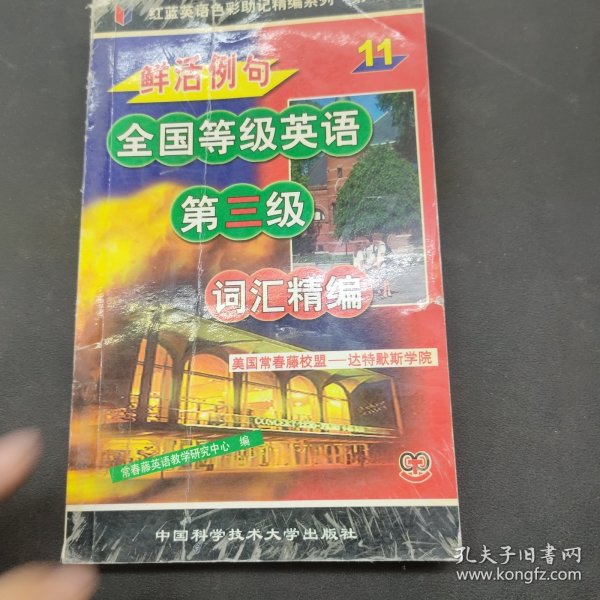 红蓝英语色彩助记精编系列
鲜活例句
11
全国等级英语
第三级
词汇精编
美国常春藤校盟——达特默斯学院
常春藤英语教学研究中心 编
中国科学技术大学出版社
孔夫子旧书网
www.kongfz.com